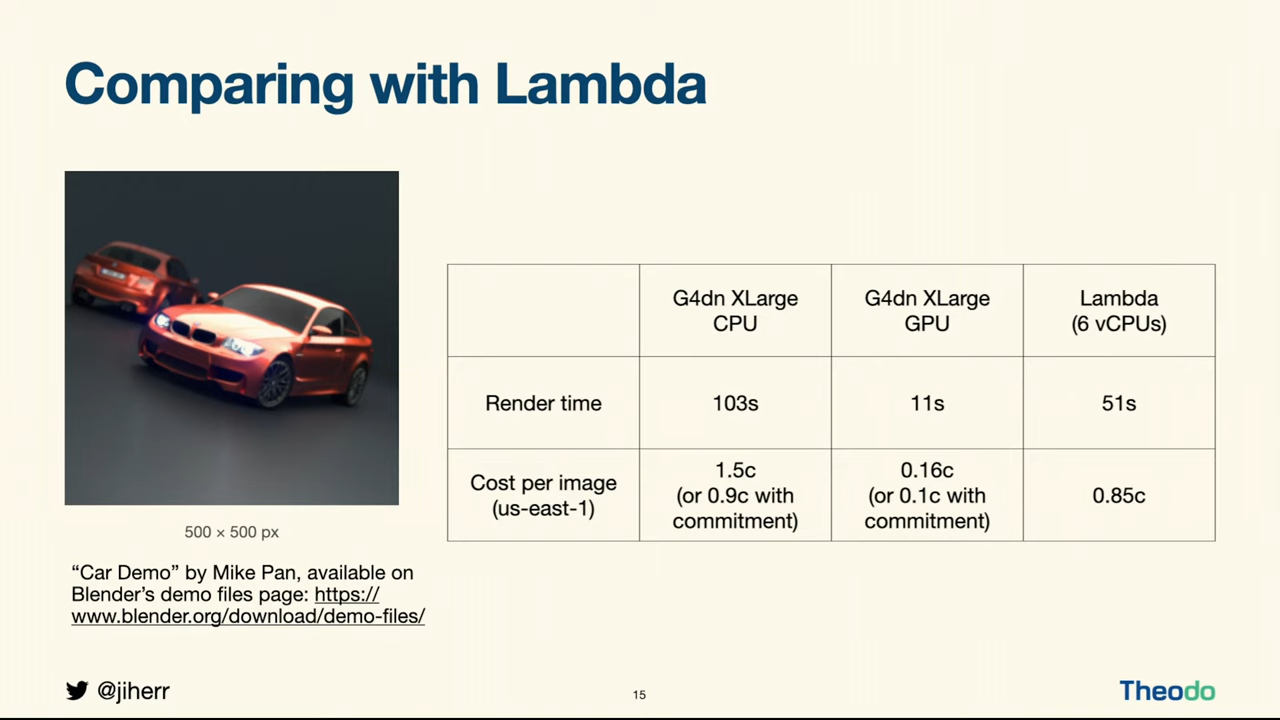 Comparing with Lambda
500 × 500 px
“Car Demo” by Mike Pan, available on
Blender’s demo files page: https://
www.blender.org/download/demo-files/
G4dn XLarge
CPU
G4dn XLarge
GPU
Lambda
(6 vCPUs)
Render time
103s
11s
51s
Cost per image
(us-east-1)
1.5c
(or 0.9c with
commitment)
0.16c
(or 0.1c with
commitment)
0.85c
@jiherr
15
Theodo